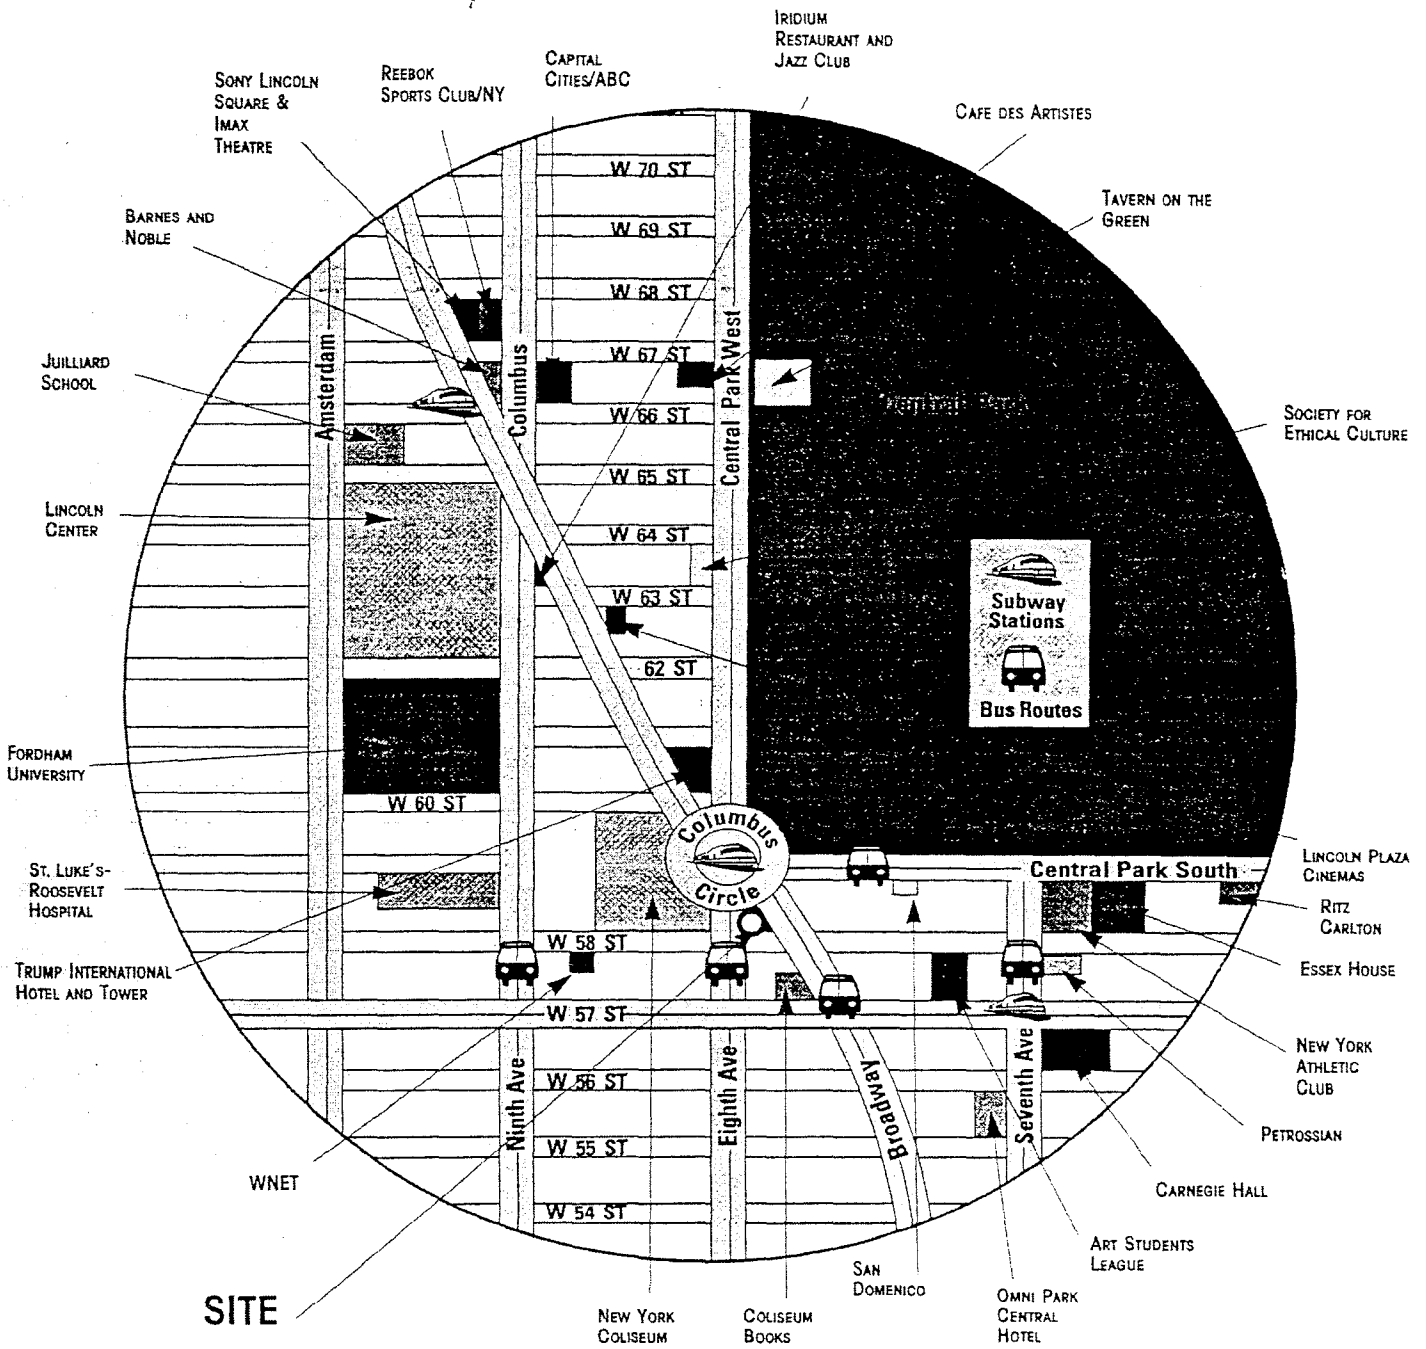 IRIDIUM
RESTAURANT AND
JAZZ CLUB
CAPITAL
CITIES/ABC
REEBOK
SPORTS CLUB/NY
SONY LINCOLN
SQUARE &
IMAX
THEATRE
CAFE DES ARTISTES
TAVERN ON THE
GREEN
BARNES AND
NOBLE
JUILLIARD
SCHOOL
LINCOLN
CENTER
SOCIETY FOR
ETHICAL CULTURE
W 70 ST
W 69 ST
W 68 ST
W 67 ST
W 66 ST
W 65 ST
W 64 ST
W 63 ST
62 ST
W 60 ST
Amsterdam
Columbus
Central Park West
Central Park
Subway
Stations
Bus Routes
FORDHAM
UNIVERSITY
ST. LUKE'S-
ROOSEVELT
HOSPITAL
TRUMP INTERNATIONAL
HOTEL AND TOWER
Columbus
Circle
Central Park South
LINCOLN PLAZA
CINEMAS
RITZ
CARLTON
ESSEX HOUSE
NEW YORK
ATHLETIC
CLUB
PETROSSIAN
CARNEGIE HALL
ART STUDENTS
LEAGUE
OMNI PARK
CENTRAL
HOTEL
SAN
DOMENICO
COLISEUM
BOOKS
NEW YORK
COLISEUM
W 58 ST
W 57 ST
W 56 ST
W 55 ST
W 54 ST
Ninth Ave
Eighth Ave
Broadway
Seventh Ave
WNET
SITE